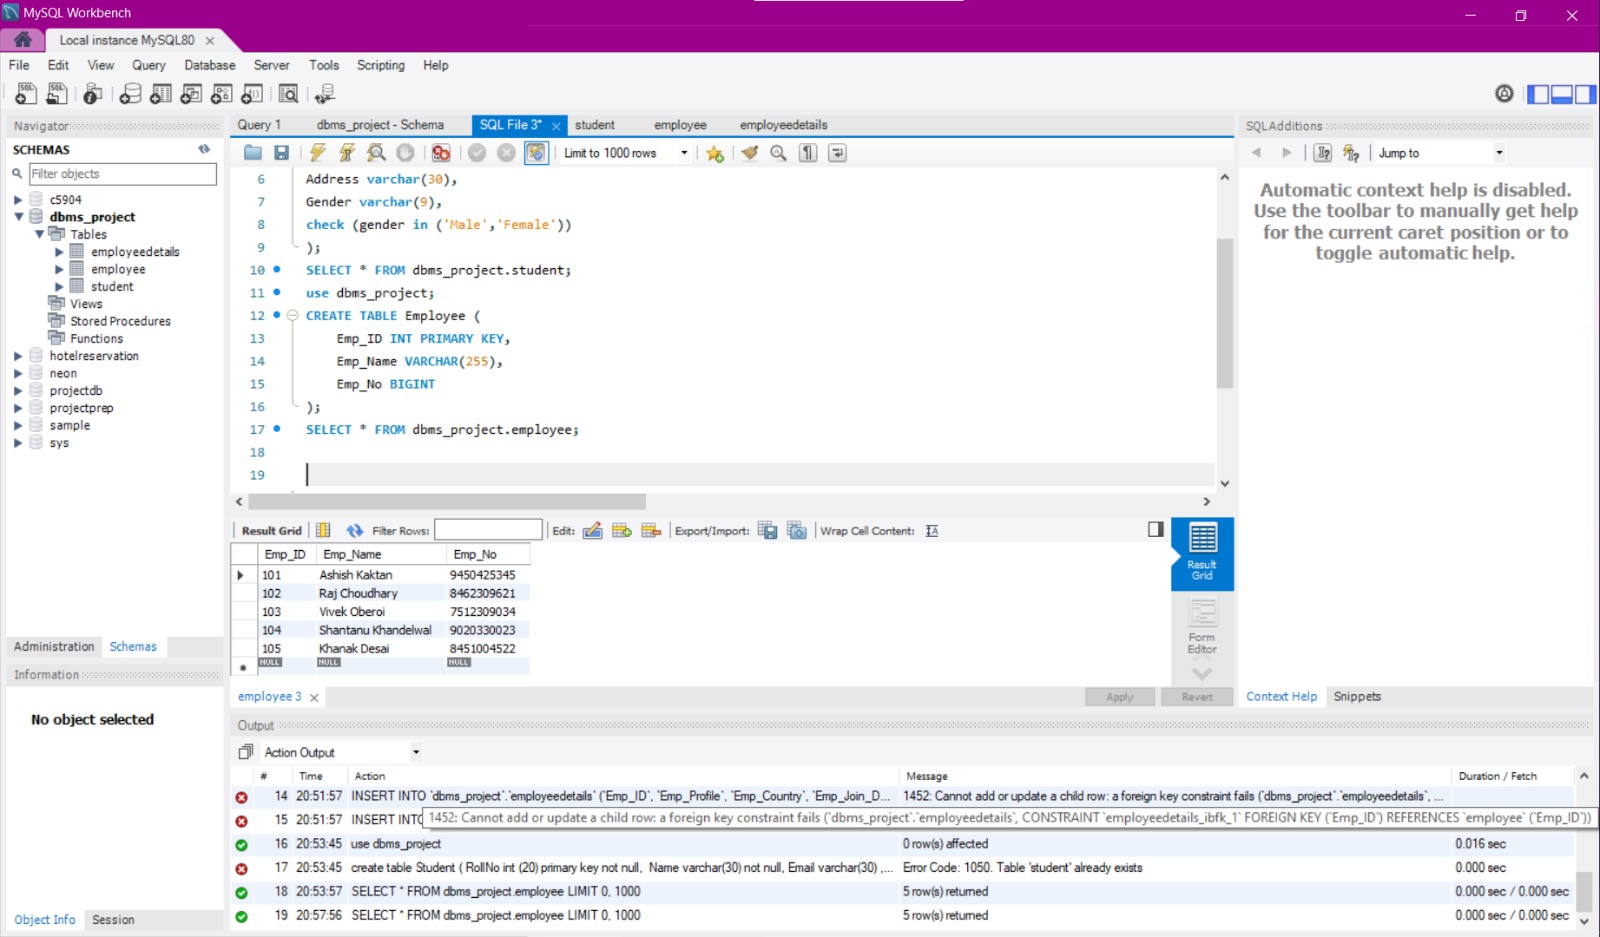 MySQL Workbench
Local instance MySQL80
File Edit View Query Database Server Tools Scripting Help
Navigator
SCHEMAS
Filter objects
c5904
dbms_project
Tables
employeedetails
employee
student
Views
Stored Procedures
Functions
hotelreservation
neon
projectdb
projectprep
sample
sys
Administration Schemas
Information
No object selected
Object Info Session
Query 1 dbms_project - Schema SQL File 3* student employee employeedetails
Limit to 1000 rows
6 Address varchar(30),
7 Gender varchar(9),
8 check (gender in ('Male','Female'))
9 );
10 SELECT * FROM dbms_project.student;
11 use dbms_project;
12 CREATE TABLE Employee (
13 Emp_ID INT PRIMARY KEY,
14 Emp_Name VARCHAR(255),
15 Emp_No BIGINT
16 );
17 SELECT * FROM dbms_project.employee;
18
19
Result Grid Filter Rows: Edit: Export/Import: Wrap Cell Content:
Emp_ID Emp_Name Emp_No
101 Ashish Kaktan 9450425345
102 Raj Choudhary 8462309621
103 Vivek Oberoi 7512309034
104 Shantanu Khandelwal 9020330023
105 Khanak Desai 8451004522
NULL NULL NULL
Result
Grid
Form
Editor
employee 3 Apply Revert
SQLAdditions
Jump to
Automatic context help is disabled.
Use the toolbar to manually get help
for the current caret position or to
toggle automatic help.
Context Help Snippets
Output
Action Output
# Time Action Message Duration / Fetch
14 20:51:57 INSERT INTO `dbms_project`.`employeedetails` (`Emp_ID`, `Emp_Profile`, `Emp_Country`, `Emp_Join_D... 1452: Cannot add or update a child row: a foreign key constraint fails (`dbms_project`.`employeedetails`, ...
15 20:51:57 INSERT INTO
1452: Cannot add or update a child row: a foreign key constraint fails (`dbms_project`.`employeedetails`, CONSTRAINT `employeedetails_ibfk_1` FOREIGN KEY (`Emp_ID`) REFERENCES `employee` (`Emp_ID`))
16 20:53:45 use dbms_project 0 row(s) affected 0.016 sec
17 20:53:45 create table Student ( RollNo int (20) primary key not null, Name varchar(30) not null, Email varchar(30) ,... Error Code: 1050. Table 'student' already exists 0.000 sec
18 20:53:57 SELECT * FROM dbms_project.employee LIMIT 0, 1000 5 row(s) returned 0.000 sec / 0.000 sec
19 20:57:56 SELECT * FROM dbms_project.employee LIMIT 0, 1000 5 row(s) returned 0.000 sec / 0.000 sec